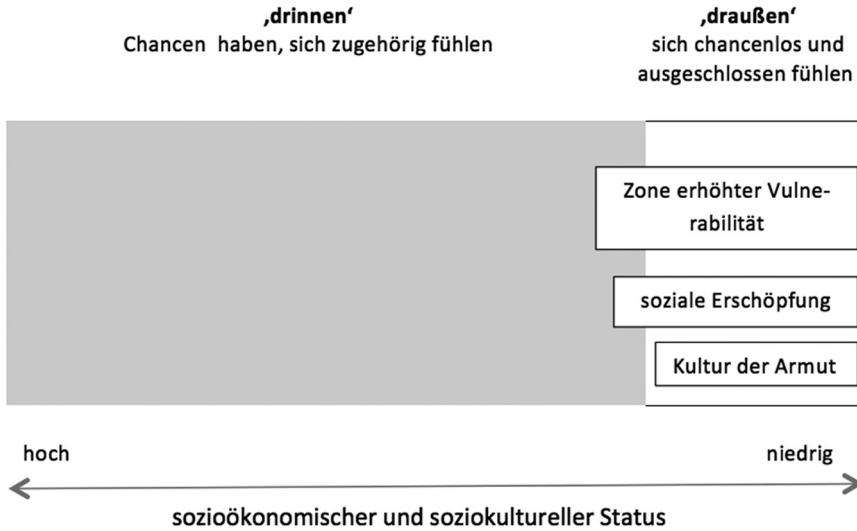 ‚drinnen‘
Chancen haben, sich zugehörig fühlen
‚draußen‘
sich chancenlos und
ausgeschlossen fühlen
Zone erhöhter Vulne-
rabilität
soziale Erschöpfung
Kultur der Armut
hoch
niedrig
sozioökonomischer und soziokultureller Status